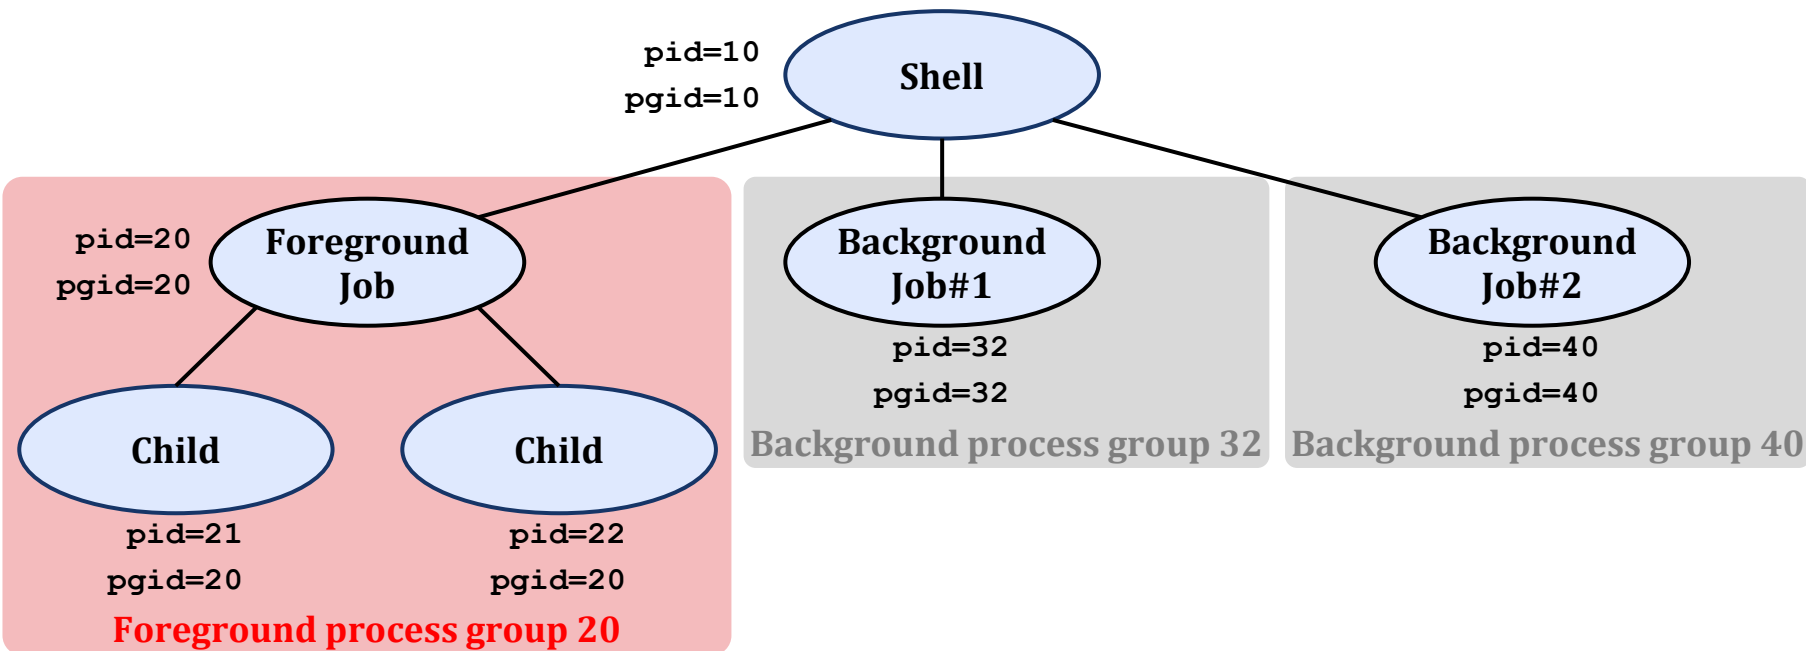 pid=10
pgid=10
Shell
pid=20
pgid=20
Foreground
Job
Background
Job#1
Background
Job#2
pid=32
pgid=32
pid=40
pgid=40
Background process group 32
Background process group 40
Child
Child
pid=21
pgid=20
pid=22
pgid=20
Foreground process group 20